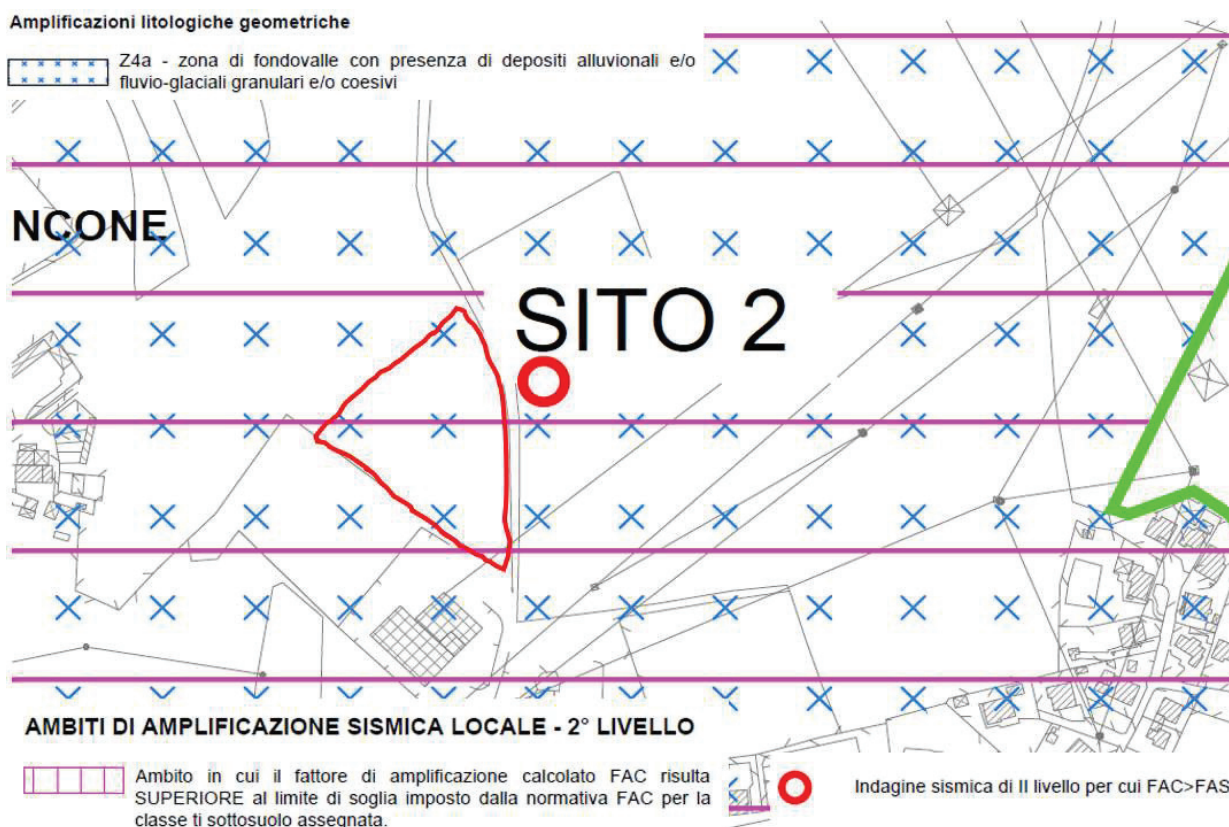 Amplificazioni litologiche geometriche
Z4a - zona di fondovalle con presenza di depositi alluvionali e/o
fluvio-glaciali granulari e/o coesivi
NCONE
SITO 2
AMBITI DI AMPLIFICAZIONE SISMICA LOCALE - 2° LIVELLO
Ambito in cui il fattore di amplificazione calcolato FAC risulta
SUPERIORE al limite di soglia imposto dalla normativa FAC per la
classe ti sottosuolo assegnata.
Indagine sismica di II livello per cui FAC>FAS